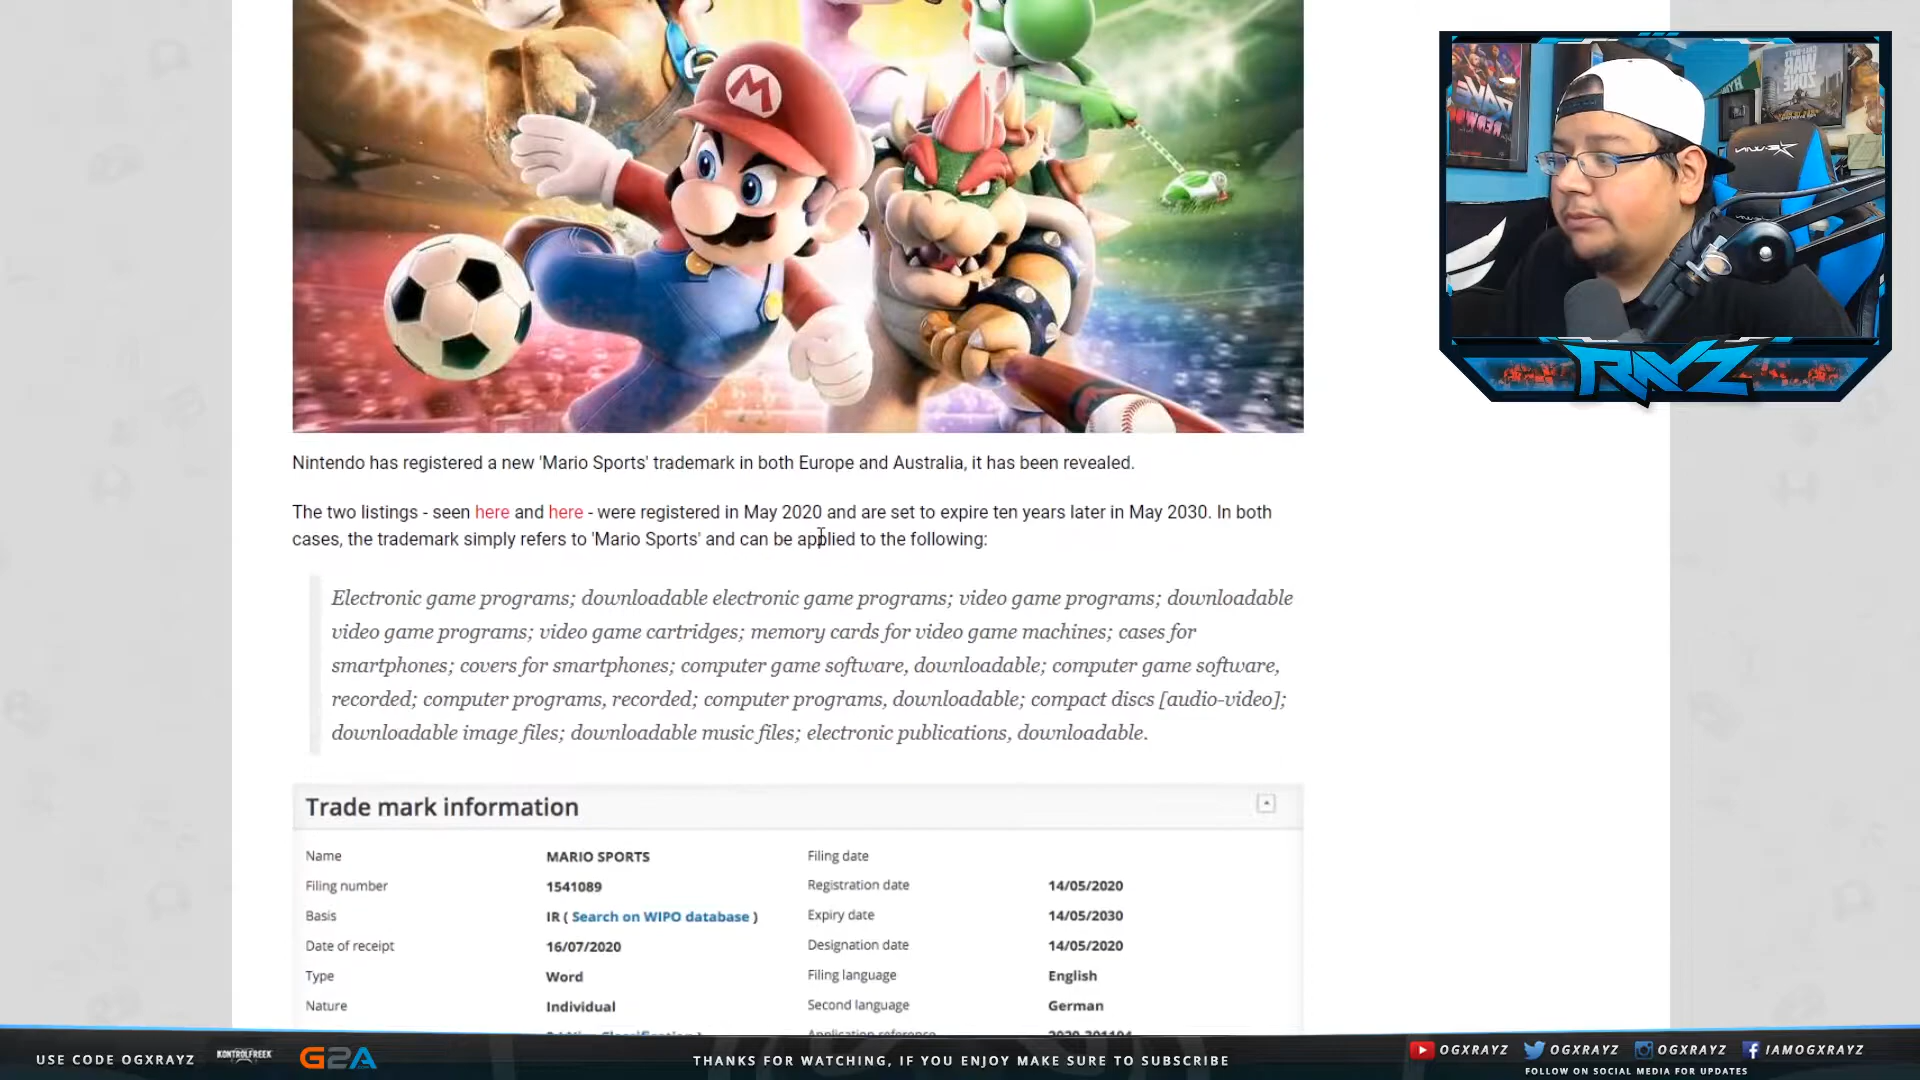 M
CALL OF DUTY
WAR
ZONE
RAYZ
Nintendo has registered a new 'Mario Sports' trademark in both Europe and Australia, it has been revealed.
The two listings - seen here and here - were registered in May 2020 and are set to expire ten years later in May 2030. In both
cases, the trademark simply refers to 'Mario Sports' and can be applied to the following:
Electronic game programs; downloadable electronic game programs; video game programs; downloadable
video game programs; video game cartridges; memory cards for video game machines; cases for
smartphones; covers for smartphones; computer game software, downloadable; computer game software,
recorded; computer programs, recorded; computer programs, downloadable; compact discs [audio-video];
downloadable image files; downloadable music files; electronic publications, downloadable.
Trade mark information
Name MARIO SPORTS Filing date
Filing number 1541089 Registration date 14/05/2020
Basis IR ( Search on WIPO database ) Expiry date 14/05/2030
Date of receipt 16/07/2020 Designation date 14/05/2020
Type Word Filing language English
Nature Individual Second language German
Application reference
USE CODE OGXRAYZ KONTROLFREEK G2A THANKS FOR WATCHING, IF YOU ENJOY MAKE SURE TO SUBSCRIBE OGXRAYZ OGXRAYZ OGXRAYZ IAMOGXRAYZ
FOLLOW ON SOCIAL MEDIA FOR UPDATES